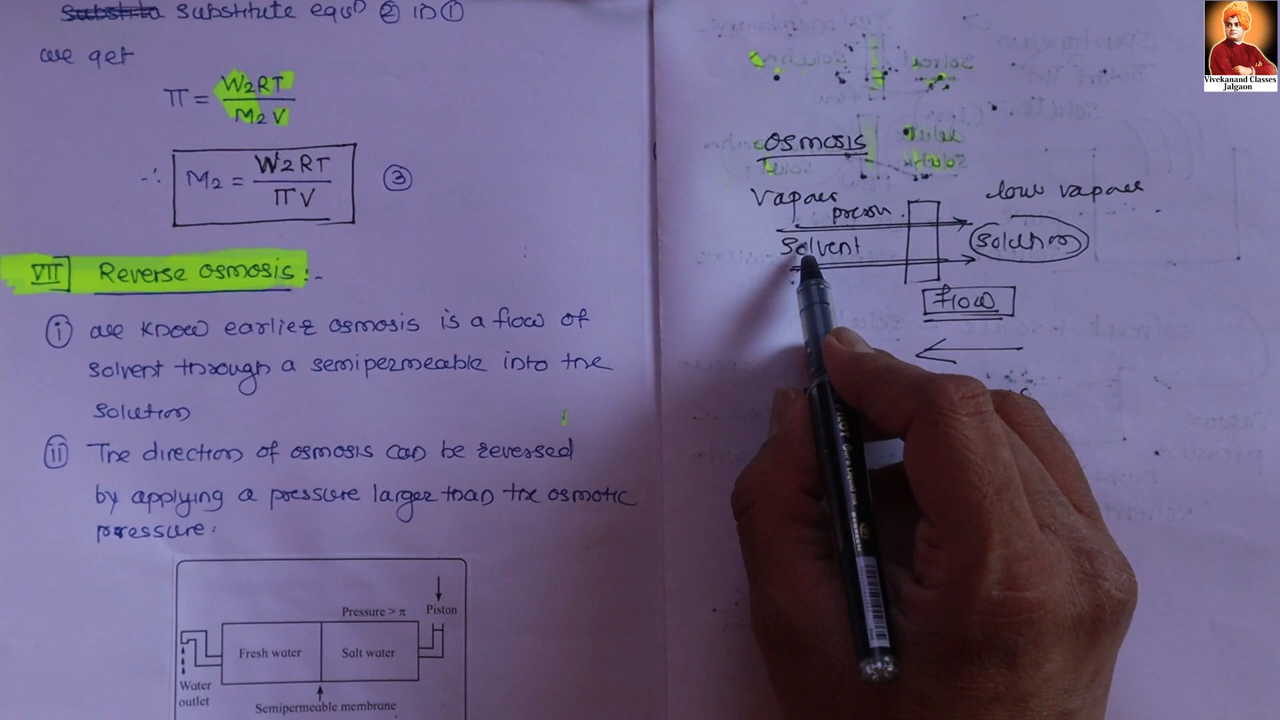 substitute equn ② in ①
we get
π = W2RT / M2V
∴ M2 = W2RT / πV ③
VII] Reverse osmosis :-
i we know earlier osmosis is a flow of
solvent through a semipermeable into the
solution
ii The direction of osmosis can be reversed
by applying a pressure larger than the osmotic
pressure.
Pressure > π Piston
Fresh water Salt water
Water
outlet
Semipermeable membrane
osmosis
Vapour low vapour
solvent solution
flow
Vivekanand Classes
Jalgaon